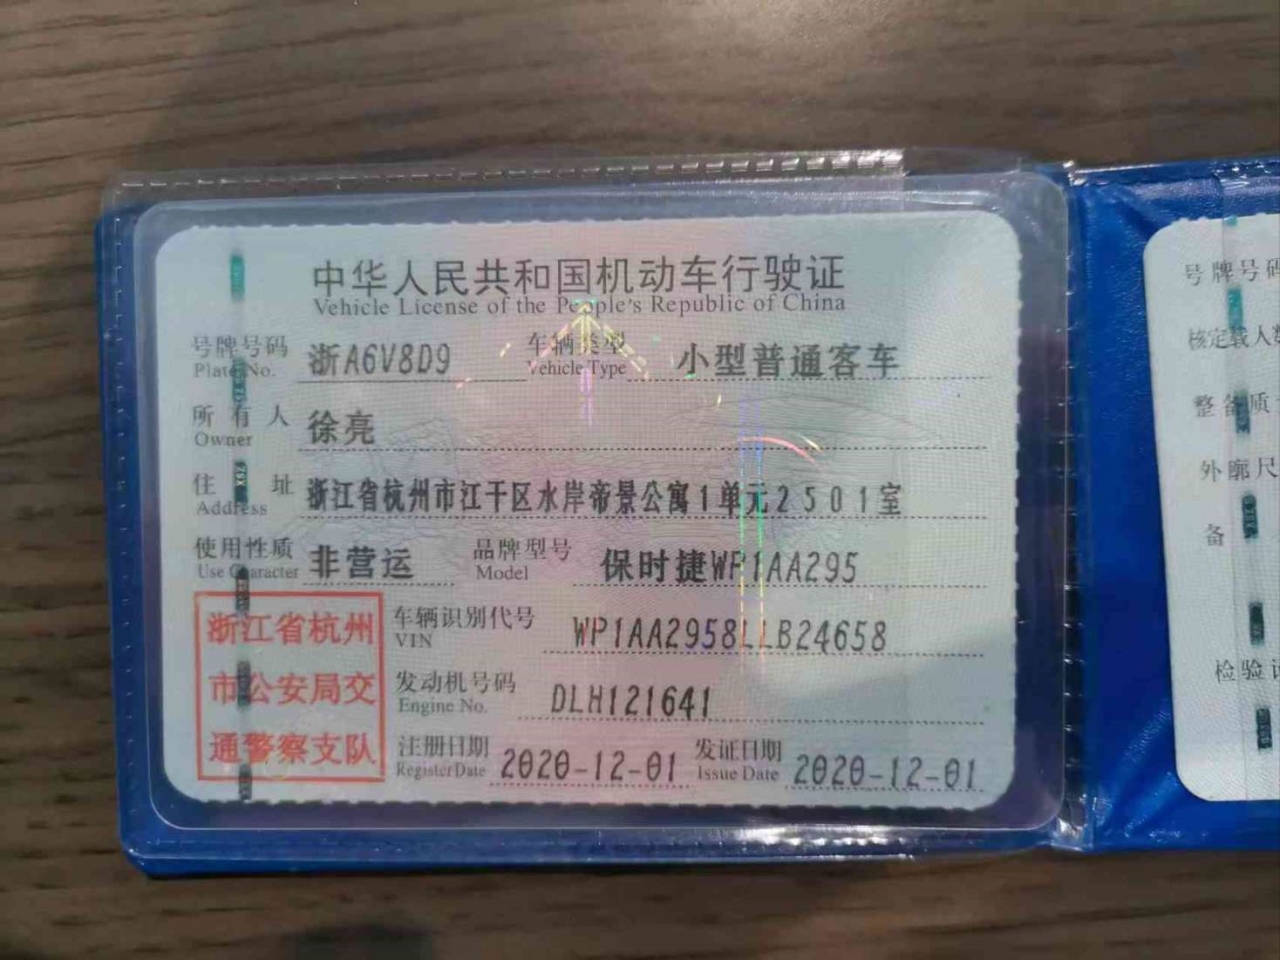 中华人民共和国机动车行驶证
Vehicle License of the People's Republic of China
号牌号码 浙A6V8D9 车辆类型 小型普通客车
Plate No. Vehicle Type
所有人 徐亮
Owner
住址 浙江省杭州市江干区水岸帝景公寓1单元2501室
Address
使用性质 非营运 品牌型号 保时捷WP1AA295
Use Character Model
浙江省杭州
市公安局交
通警察支队
车辆识别代号 WP1AA2958LLB24658
VIN
发动机号码 DLH121641
Engine No.
注册日期 2020-12-01 发证日期 2020-12-01
Register Date Issue Date
号牌号码
核定载人
整备质
外廓尺
备
检验